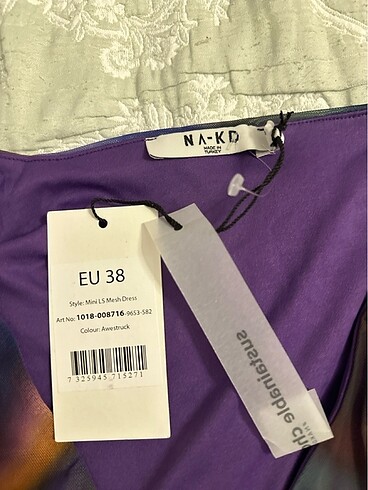 NA-KD
MADE IN
TURKEY
EU 38
Style: Mini LS Mesh Dress
Art No: 1018-008716-9653-582
Colour: Awestruck
7 325945 715271